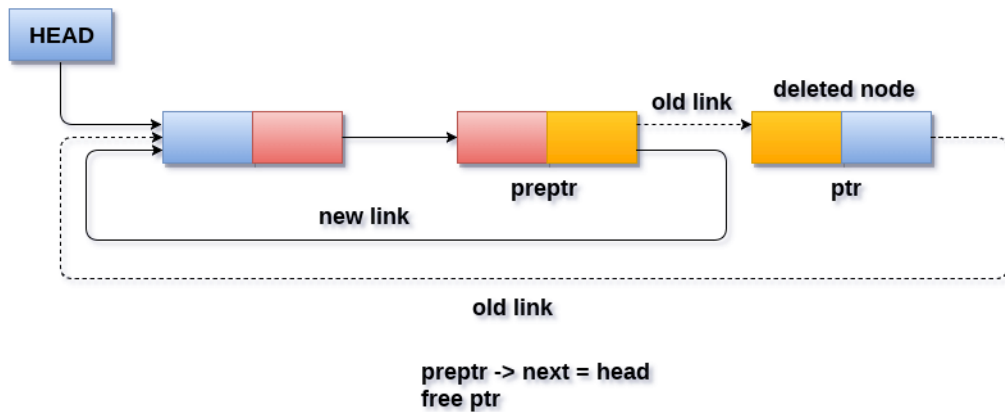 HEAD
old link
deleted node
preptr
ptr
new link
old link
preptr -> next = head
free ptr